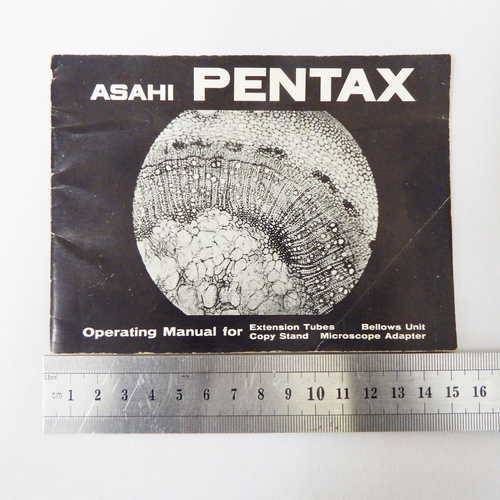 ASAHI PENTAX
Operating Manual for Extension Tubes Bellows Unit
Copy Stand Microscope Adapter
cm 1 2 3 4 5 6 7 8 9 10 11 12 13 14 15 16